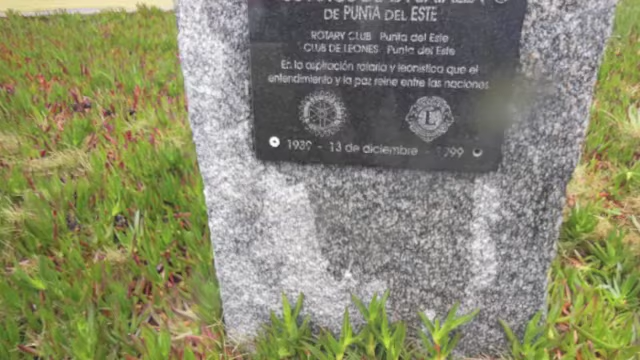 DE PUNTA DEL ESTE
ROTARY CLUB Punta del Este
CLUB DE LEONES Punta del Este
En la aspiración rotaria y leonística que el
entendimiento y la paz reine entre las naciones
L
1939 - 13 de diciembre 1999